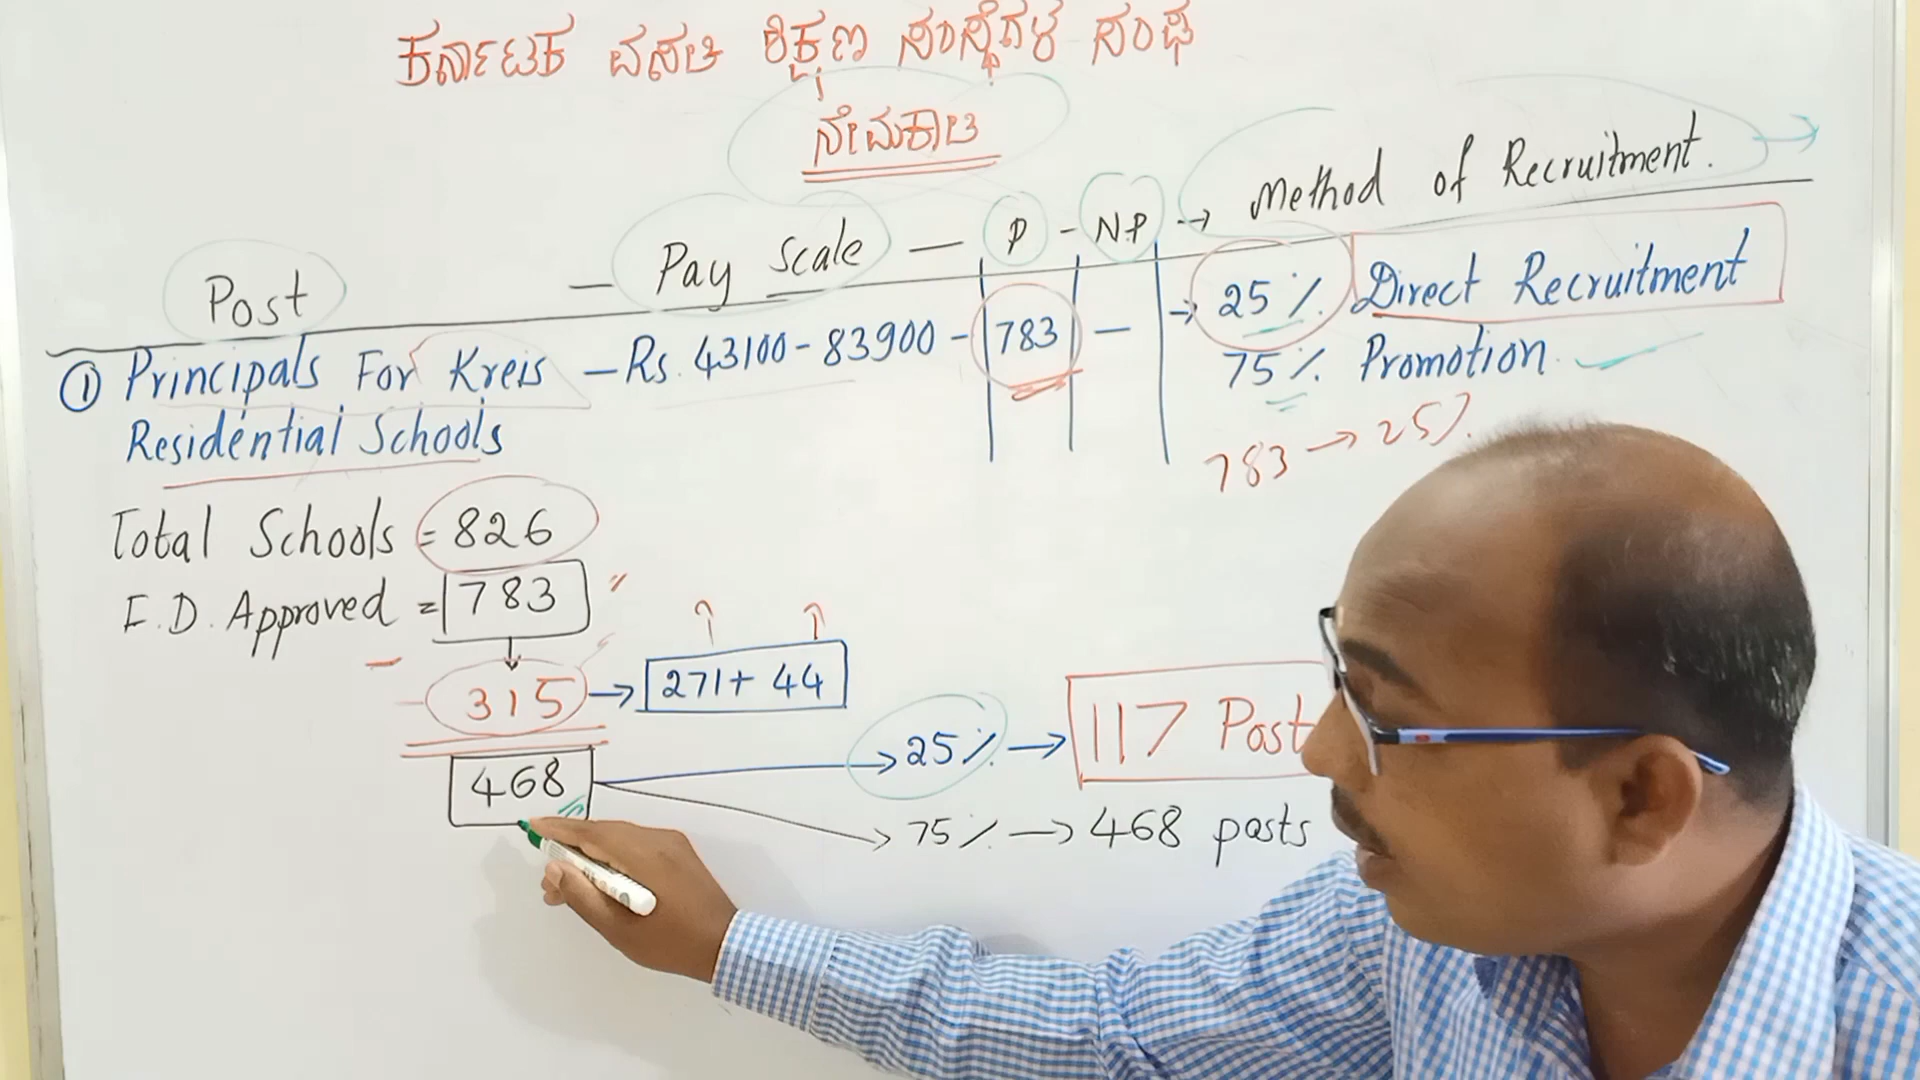 ಕರ್ನಾಟಕ ವಸತಿ ಶಿಕ್ಷಣ ಸಂಸ್ಥೆಗಳ ಸಂಘ
ನೇಮಕಾತಿ
Post — Pay Scale — P - N.P → Method of Recruitment.
① Principals For Kreis — Rs. 43100 - 83900 - 783 — → 25% Direct Recruitment
Residential Schools 75% Promotion
783 → 25%
Total Schools = 826
F.D. Approved = 783
- 315 → 271 + 44
468 → 25% → 117 Post
→ 75% → 468 posts